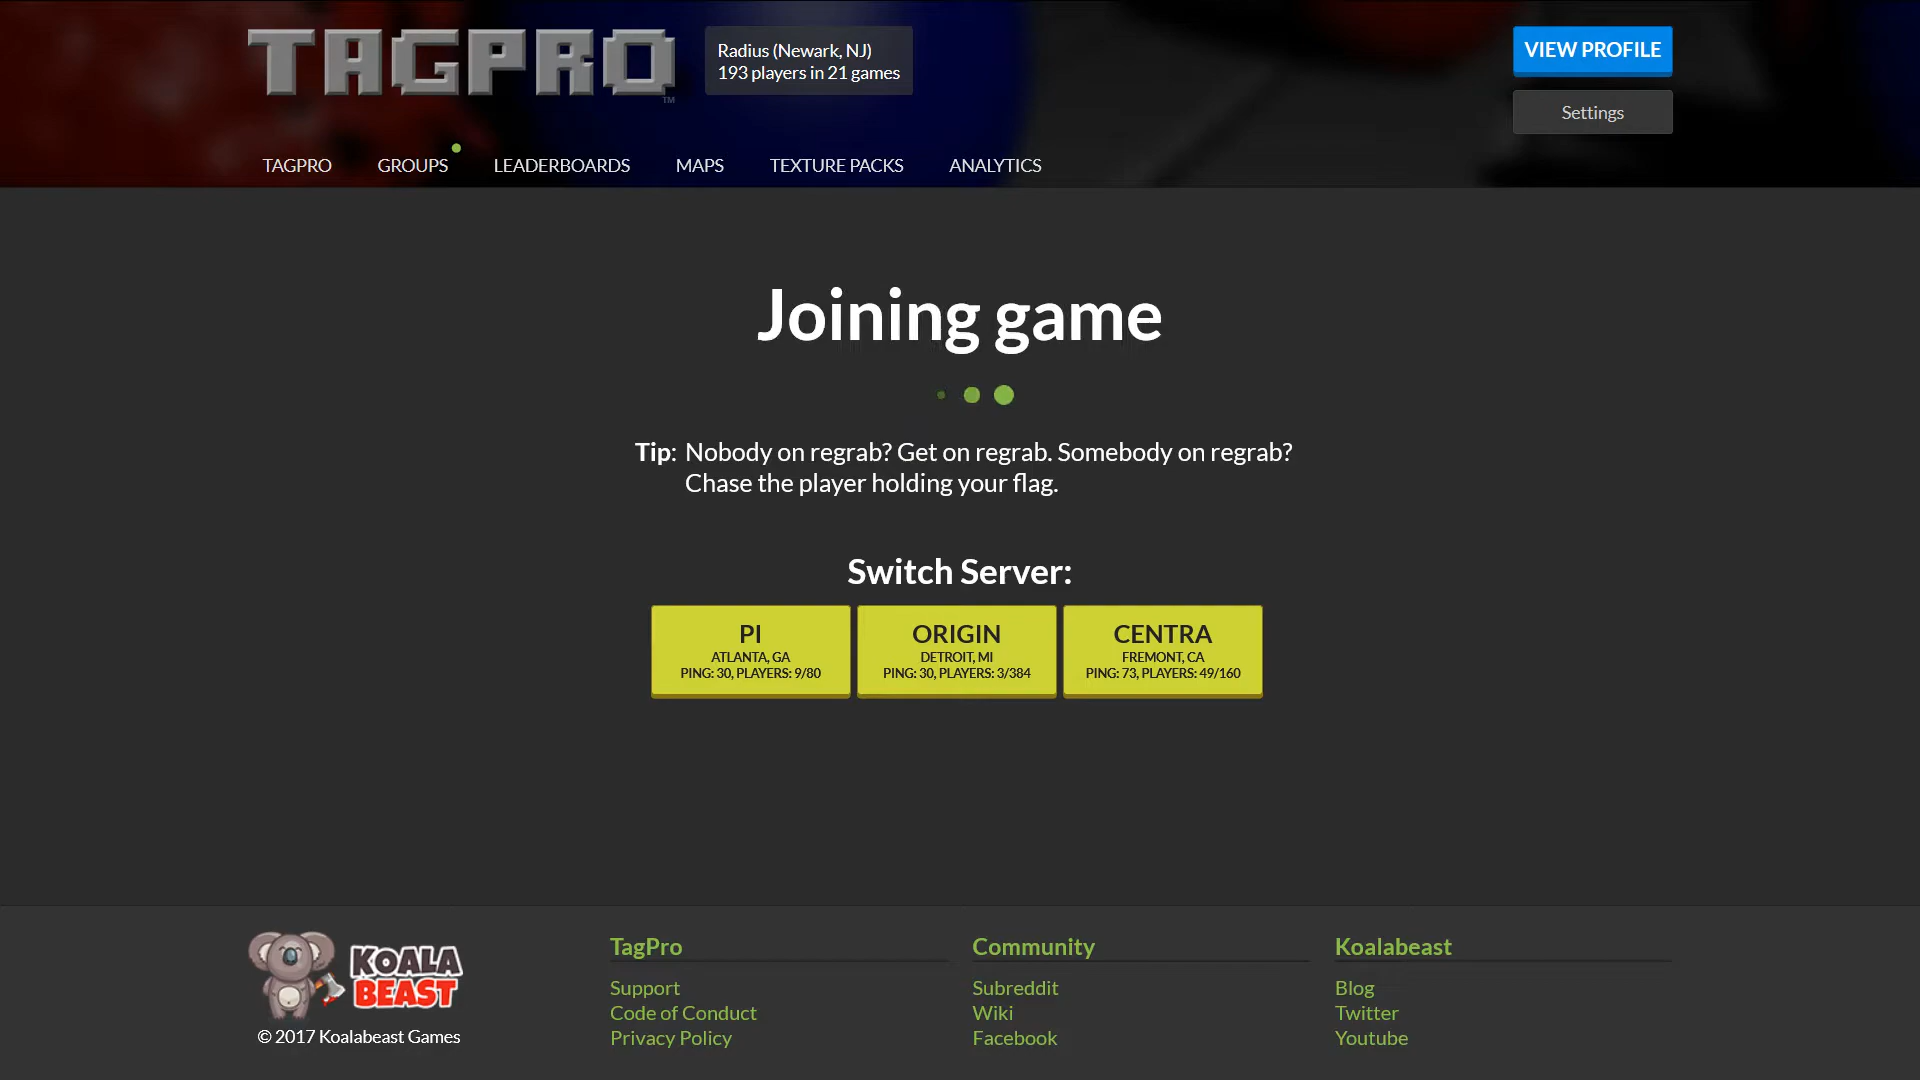 TAGPRO
TM
Radius (Newark, NJ)
193 players in 21 games
VIEW PROFILE
Settings
TAGPRO GROUPS LEADERBOARDS MAPS TEXTURE PACKS ANALYTICS
Joining game
Tip: Nobody on regrab? Get on regrab. Somebody on regrab?
Chase the player holding your flag.
Switch Server:
PI
ATLANTA, GA
PING: 30, PLAYERS: 9/80
ORIGIN
DETROIT, MI
PING: 30, PLAYERS: 3/384
CENTRA
FREMONT, CA
PING: 73, PLAYERS: 49/160
KOALA
BEAST
© 2017 Koalabeast Games
TagPro
Support
Code of Conduct
Privacy Policy
Community
Subreddit
Wiki
Facebook
Koalabeast
Blog
Twitter
Youtube